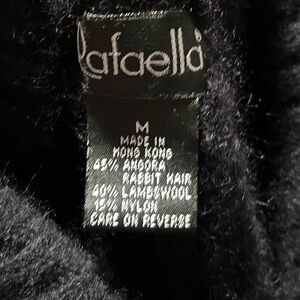 Rafaella
M
MADE IN
HONG KONG
45% ANGORA
RABBIT HAIR
40% LAMBSWOOL
15% NYLON
CARE ON REVERSE